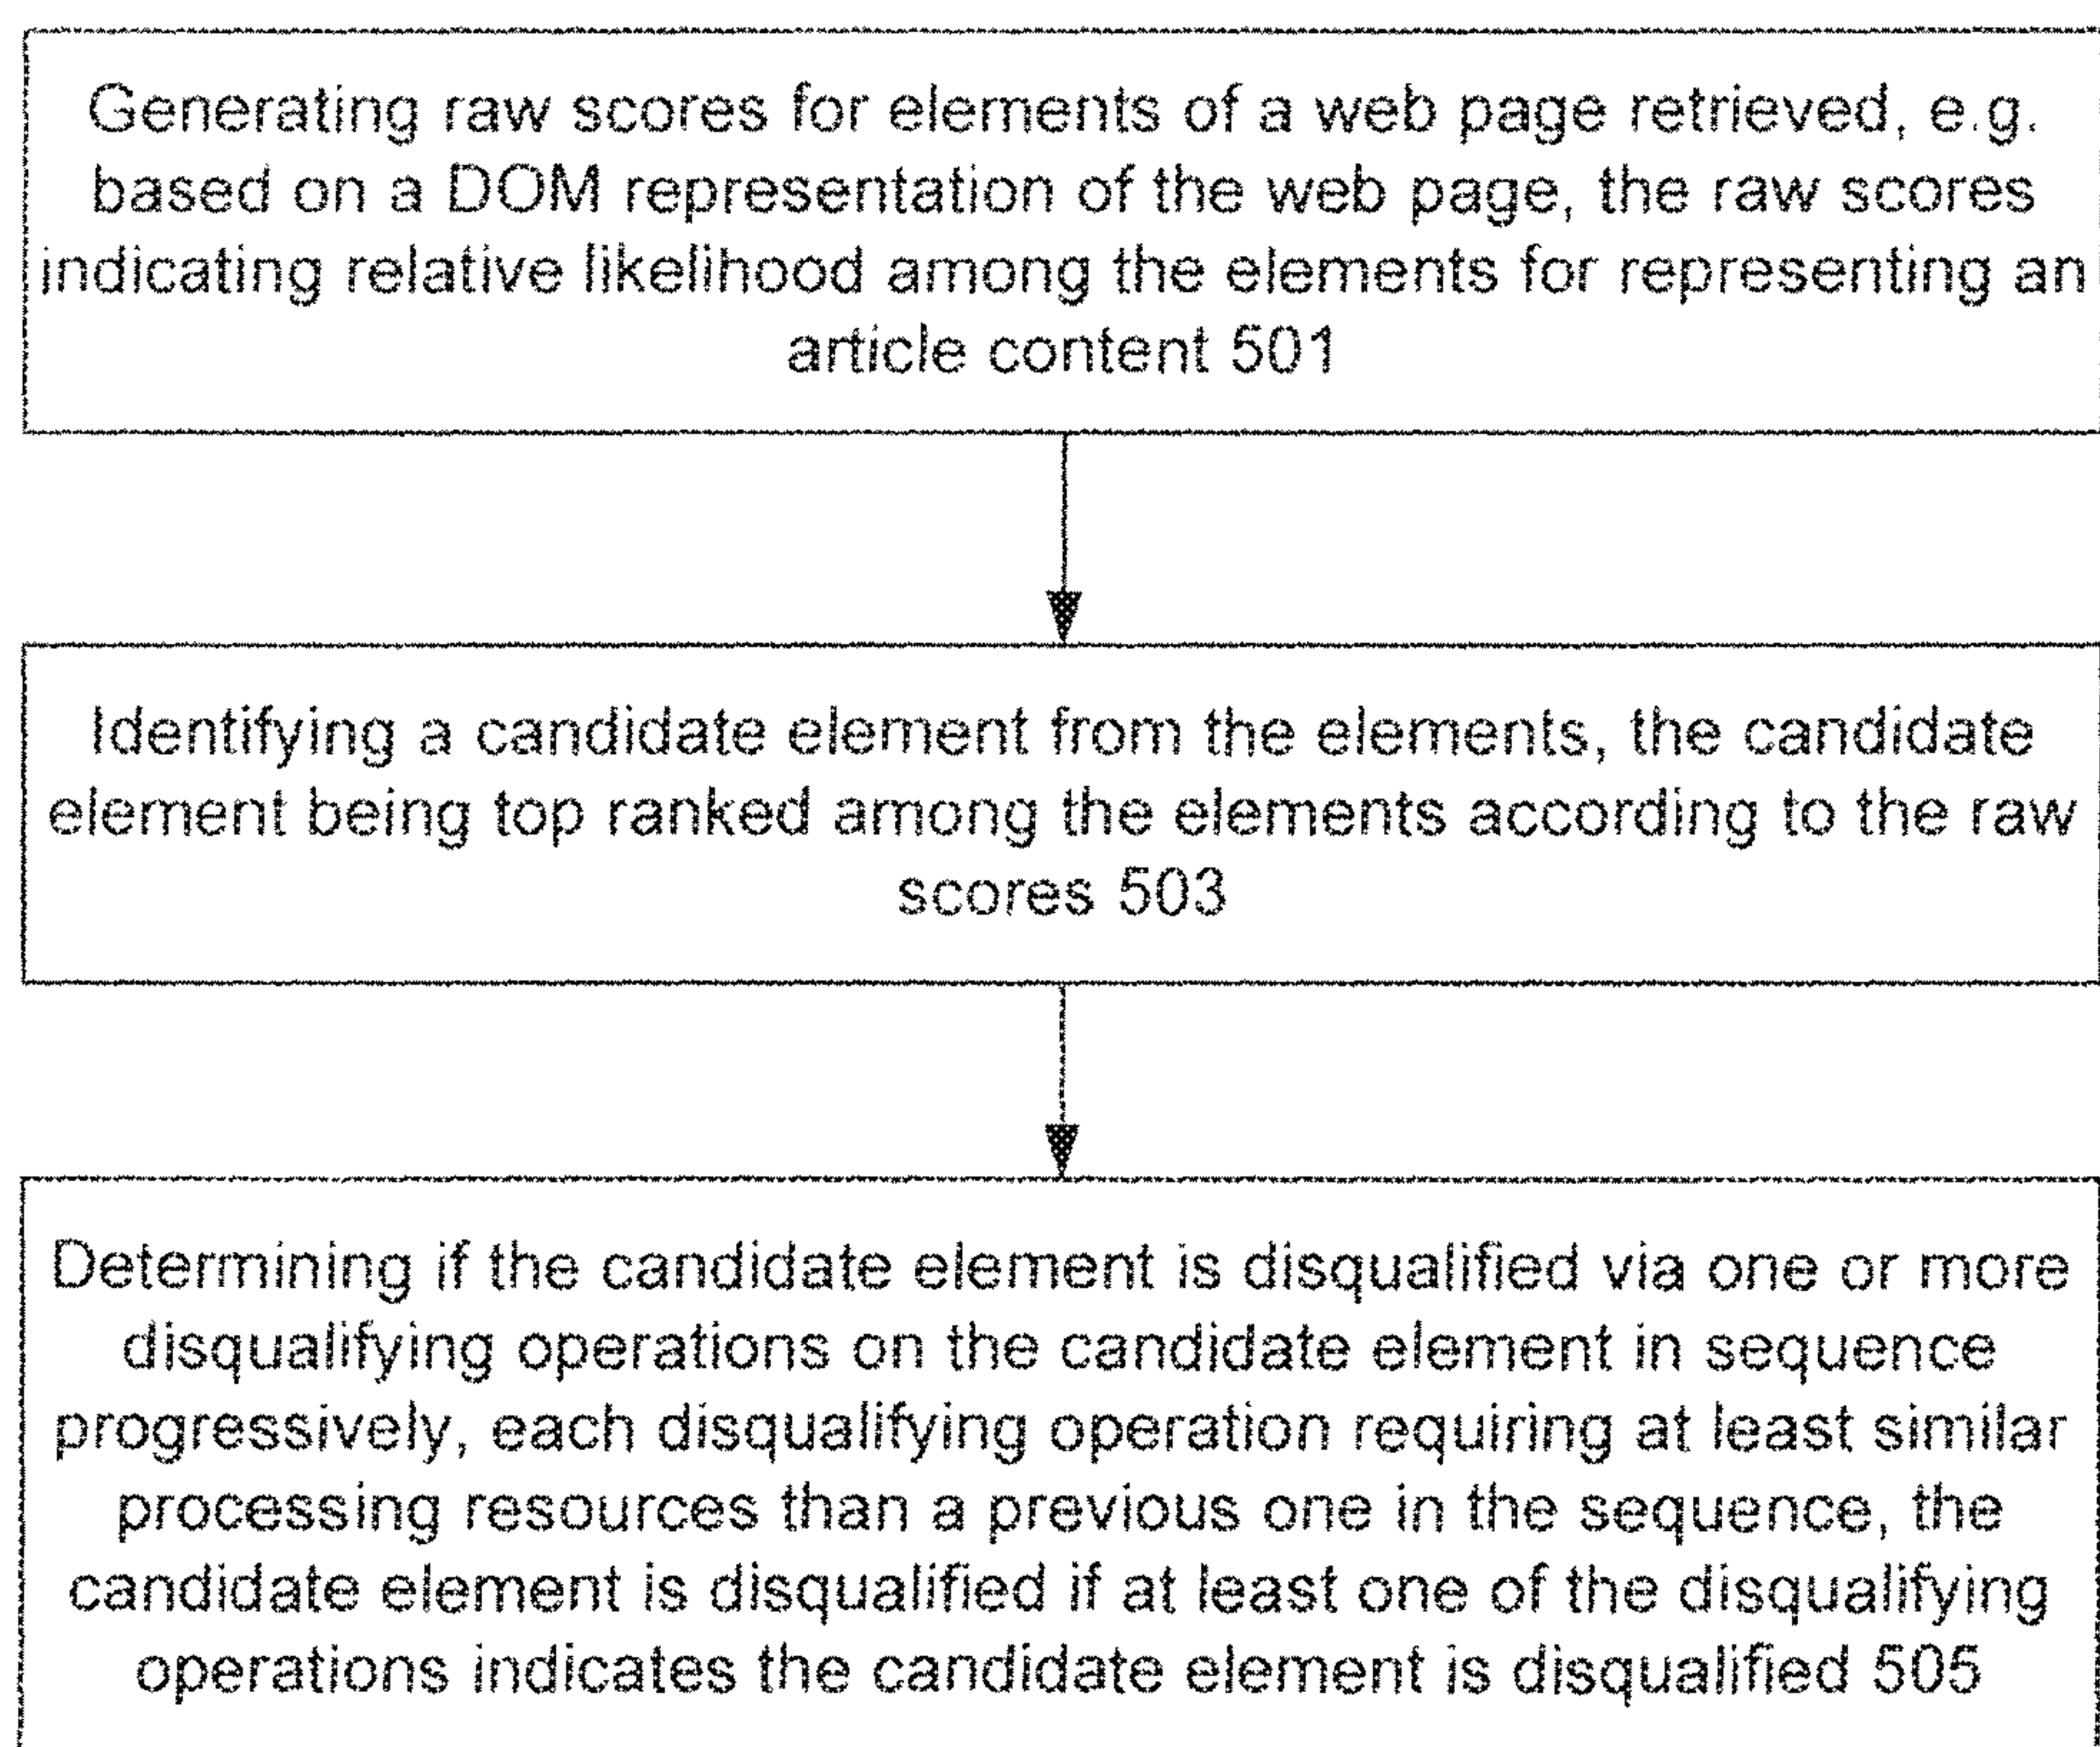 Generating raw scores for elements of a web page retrieved, e.g.
based on a DOM representation of the web page, the raw scores
indicating relative likelihood among the elements for representing an
article content 501
Identifying a candidate element from the elements, the candidate
element being top ranked among the elements according to the raw
scores 503
Determining if the candidate element is disqualified via one or more
disqualifying operations on the candidate element in sequence
progressively, each disqualifying operation requiring at least similar
processing resources than a previous one in the sequence, the
candidate element is disqualified if at least one of the disqualifying
operations indicates the candidate element is disqualified 505